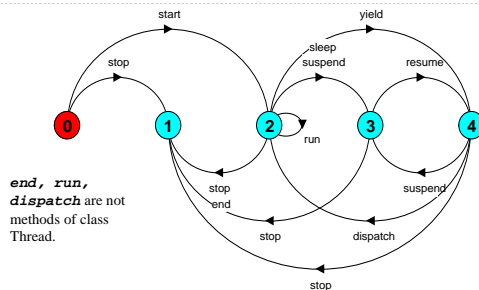 start
yield
stop
sleep
suspend
resume
0
1
2
3
4
run
stop
end
suspend
end, run,
dispatch are not
methods of class
Thread.
stop
dispatch
stop